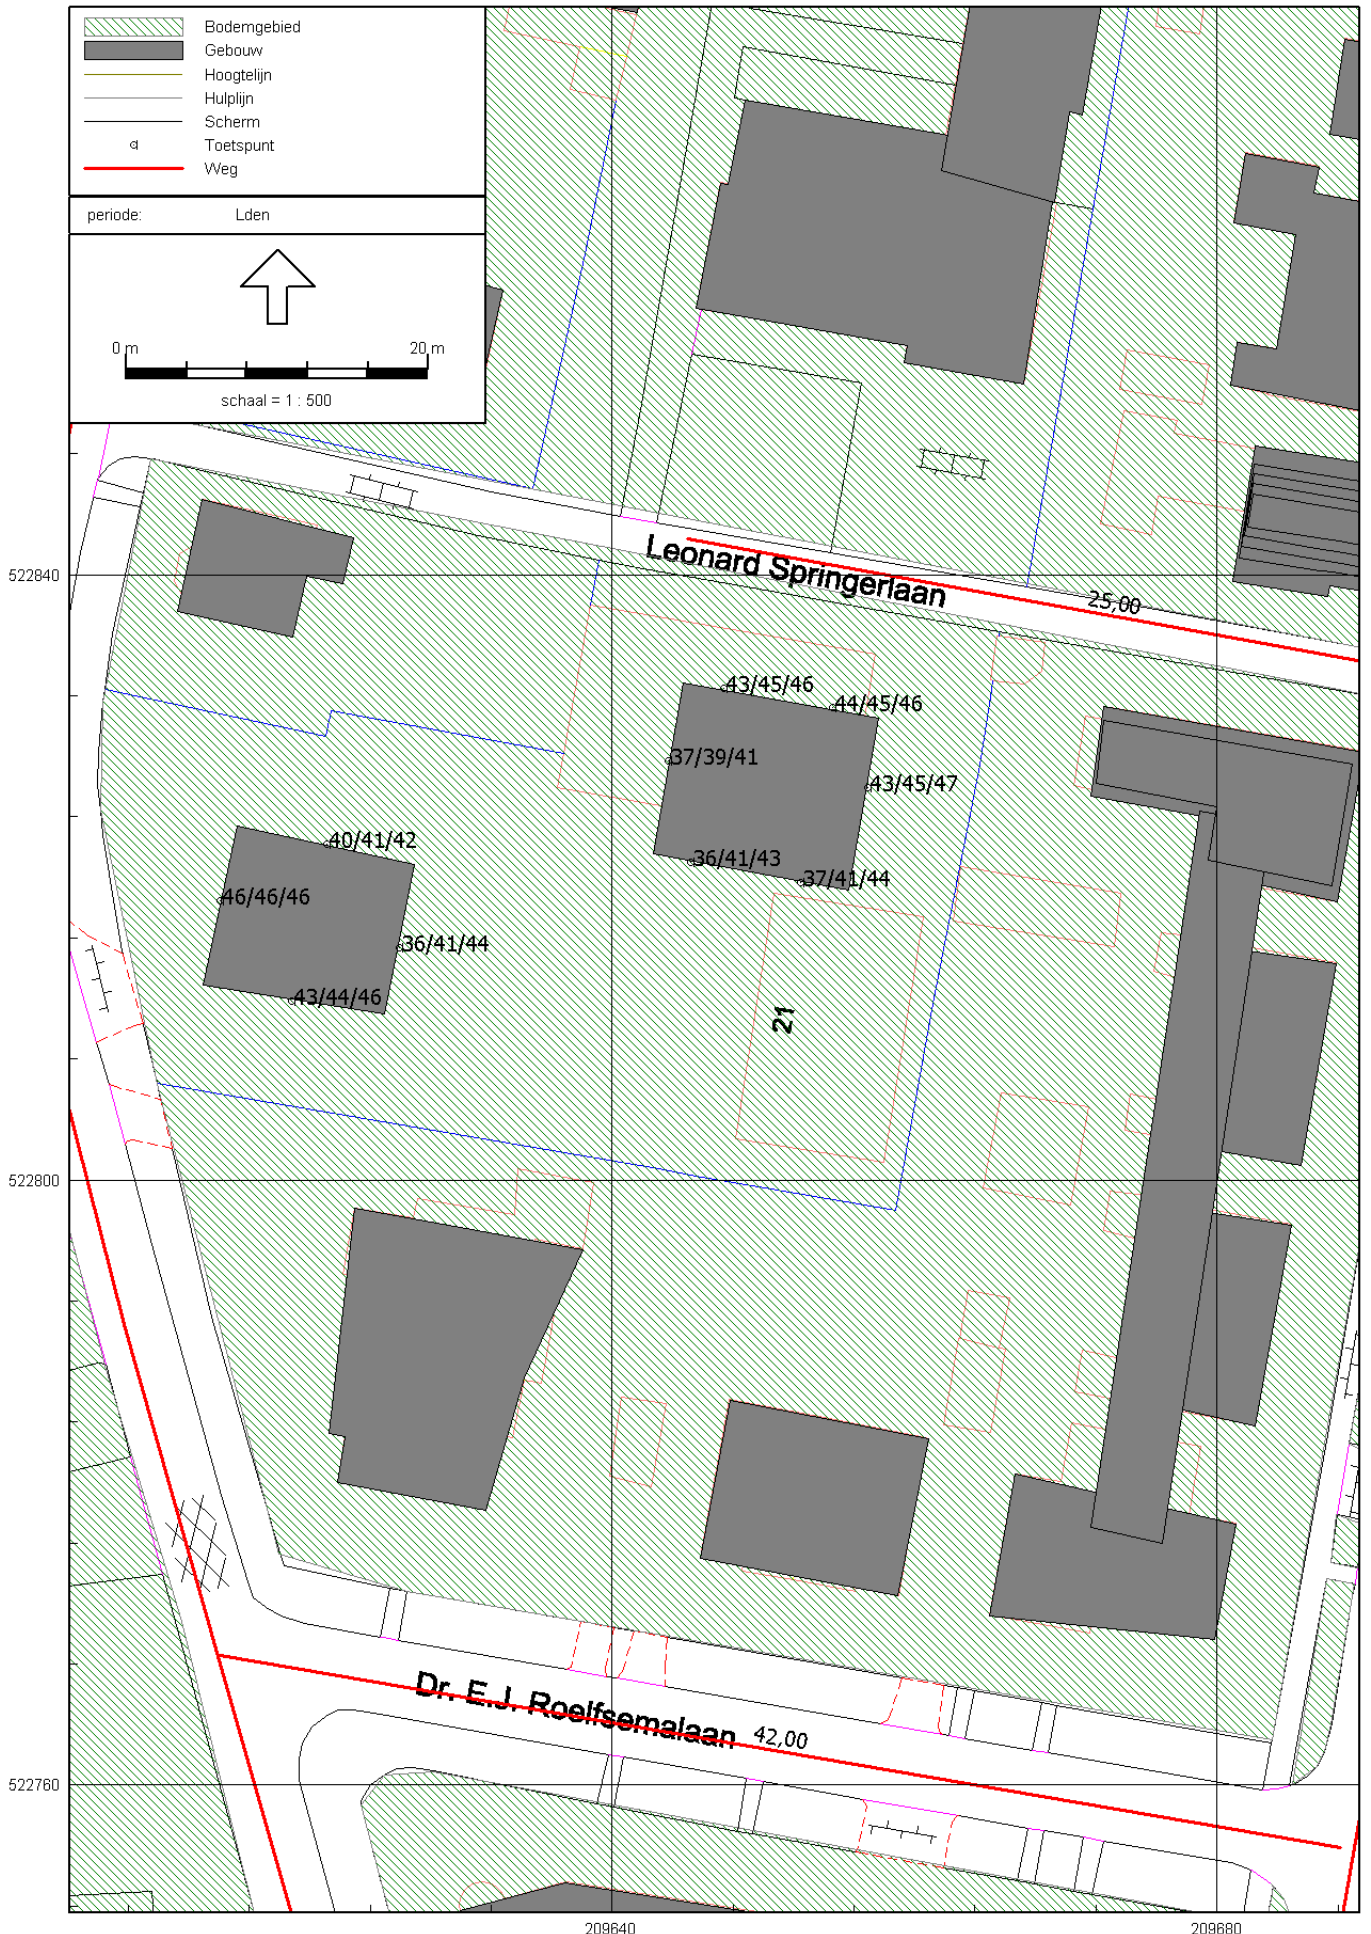 Bodemgebied
Gebouw
Hoogtelijn
Hulplijn
Scherm
Toetspunt
Weg
periode: Lden
0 m 20 m
schaal = 1 : 500
Leonard Springerlaan
25,00
522840
43/45/46
44/45/46
37/39/41
43/45/47
40/41/42
36/41/43
37/41/44
46/46/46
36/41/44
43/44/46
21
522800
Dr. E.J. Roelfsemalaan 42,00
522760
209640 209680